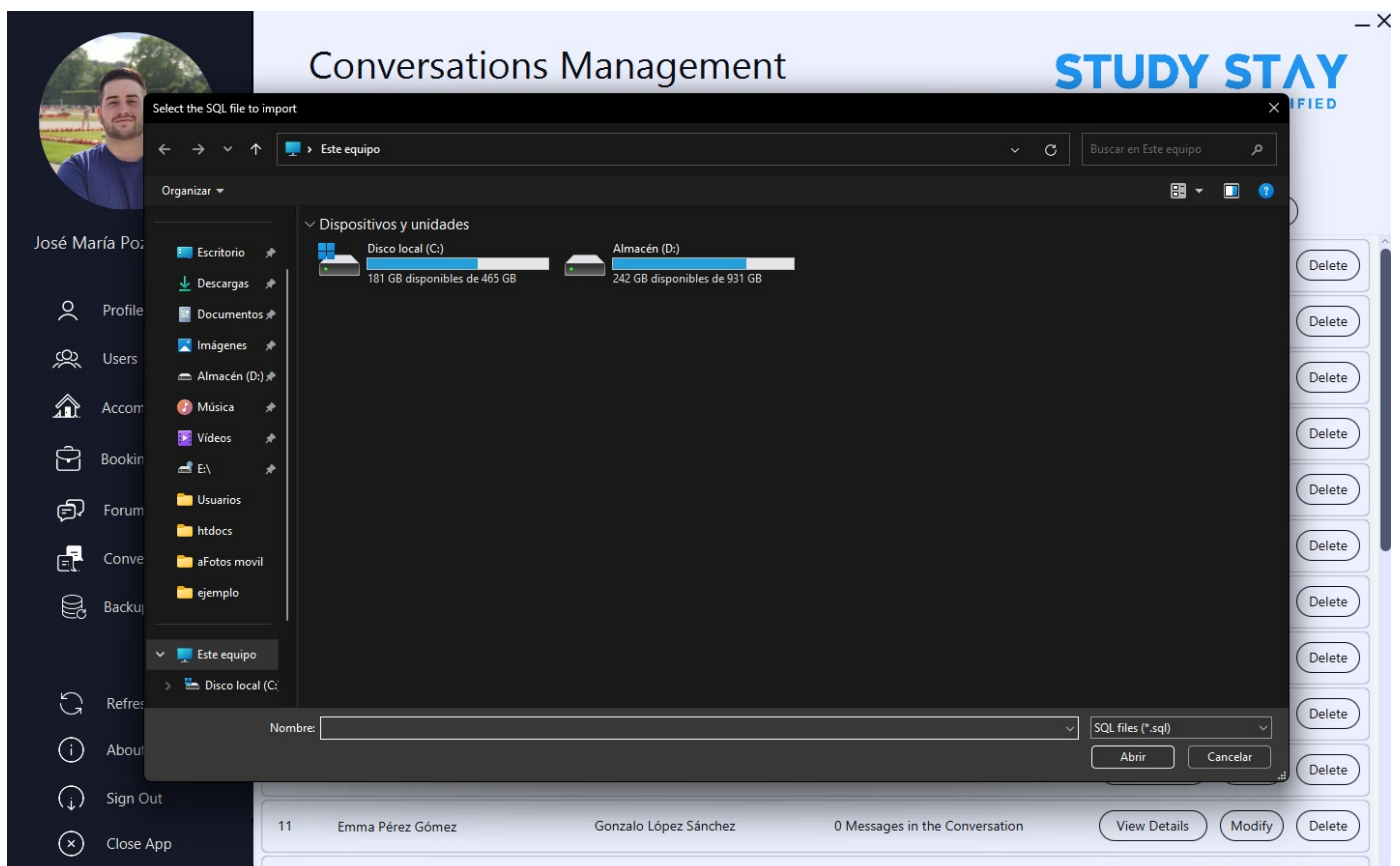 Conversations Management
STUDY STAY
IFIED
Select the SQL file to import
Este equipo
Buscar en Este equipo
Organizar
Dispositivos y unidades
Disco local (C:)
181 GB disponibles de 465 GB
Almacén (D:)
242 GB disponibles de 931 GB
Escritorio
Descargas
Documentos
Imágenes
Almacén (D:)
Música
Vídeos
E:\
Usuarios
htdocs
aFotos movil
ejemplo
Este equipo
Disco local (C:
Nombre:
SQL files (*.sql)
Abrir
Cancelar
José María Poz
Profile
Users
Accom
Bookin
Forum
Conve
Backu
Refres
About
Sign Out
Close App
Delete
Delete
Delete
Delete
Delete
Delete
Delete
Delete
Delete
Delete
11 Emma Pérez Gómez Gonzalo López Sánchez 0 Messages in the Conversation View Details Modify Delete